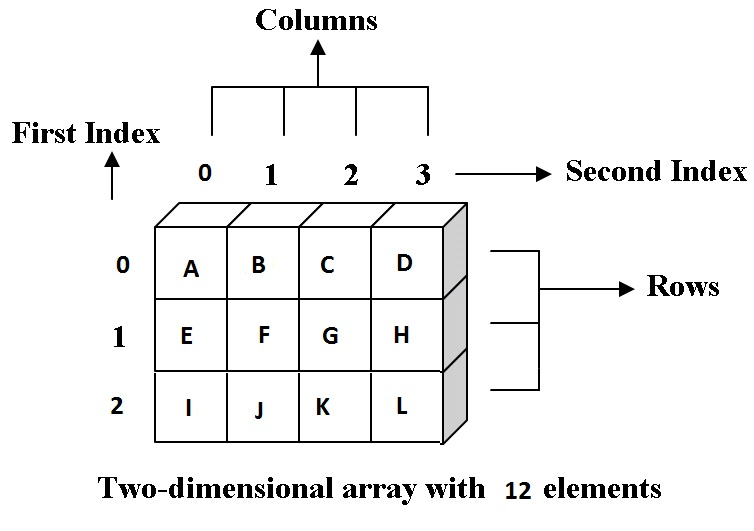 Columns
First Index
0 1 2 3 Second Index
0 A B C D
Rows
1 E F G H
2 I J K L
Two-dimensional array with 12 elements